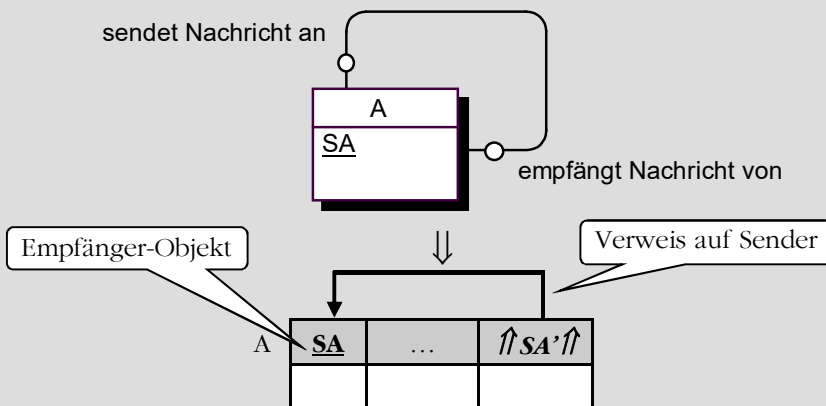 sendet Nachricht an
A
SA
empfängt Nachricht von
⇓
Empfänger-Objekt
Verweis auf Sender
A SA … ⇑SA'⇑